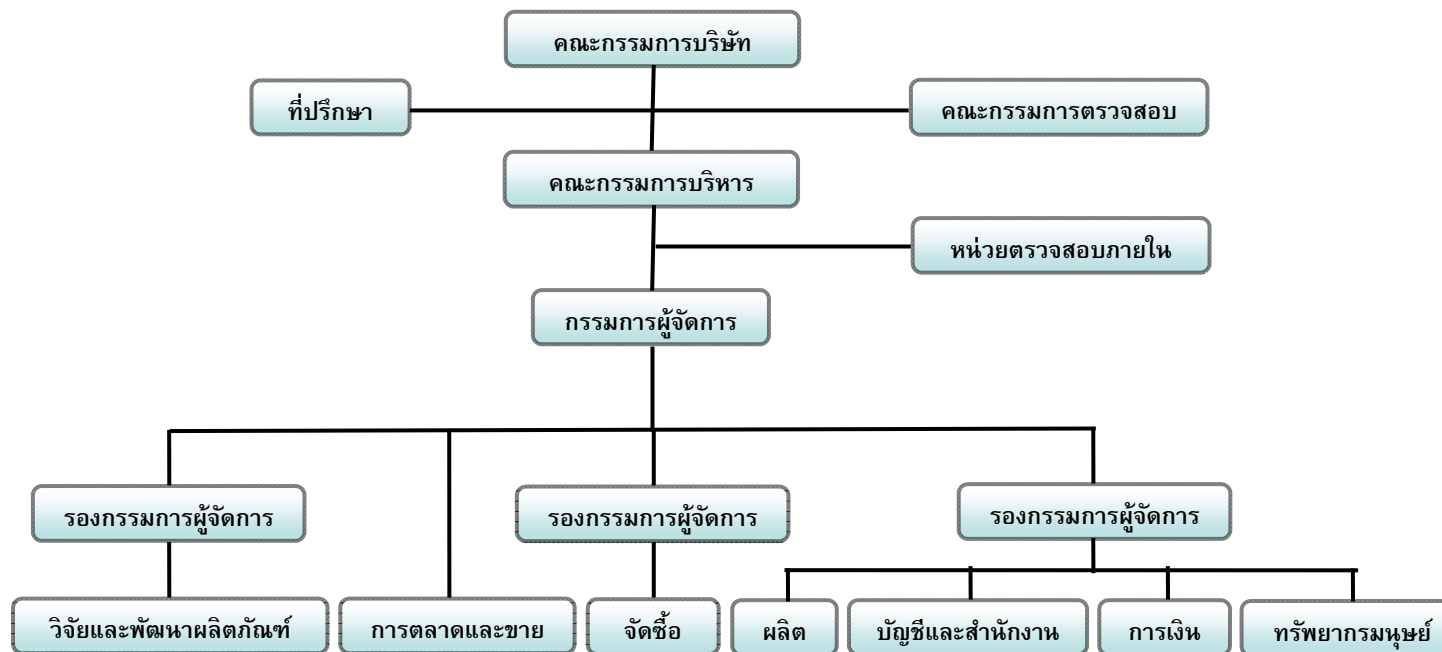 คณะกรรมการบริษัท
ที่ปรึกษา
คณะกรรมการตรวจสอบ
คณะกรรมการบริหาร
หน่วยตรวจสอบภายใน
กรรมการผู้จัดการ
รองกรรมการผู้จัดการ
รองกรรมการผู้จัดการ
รองกรรมการผู้จัดการ
วิจัยและพัฒนาผลิตภัณฑ์
การตลาดและขาย
จัดซื้อ
ผลิต
บัญชีและสำนักงาน
การเงิน
ทรัพยากรมนุษย์